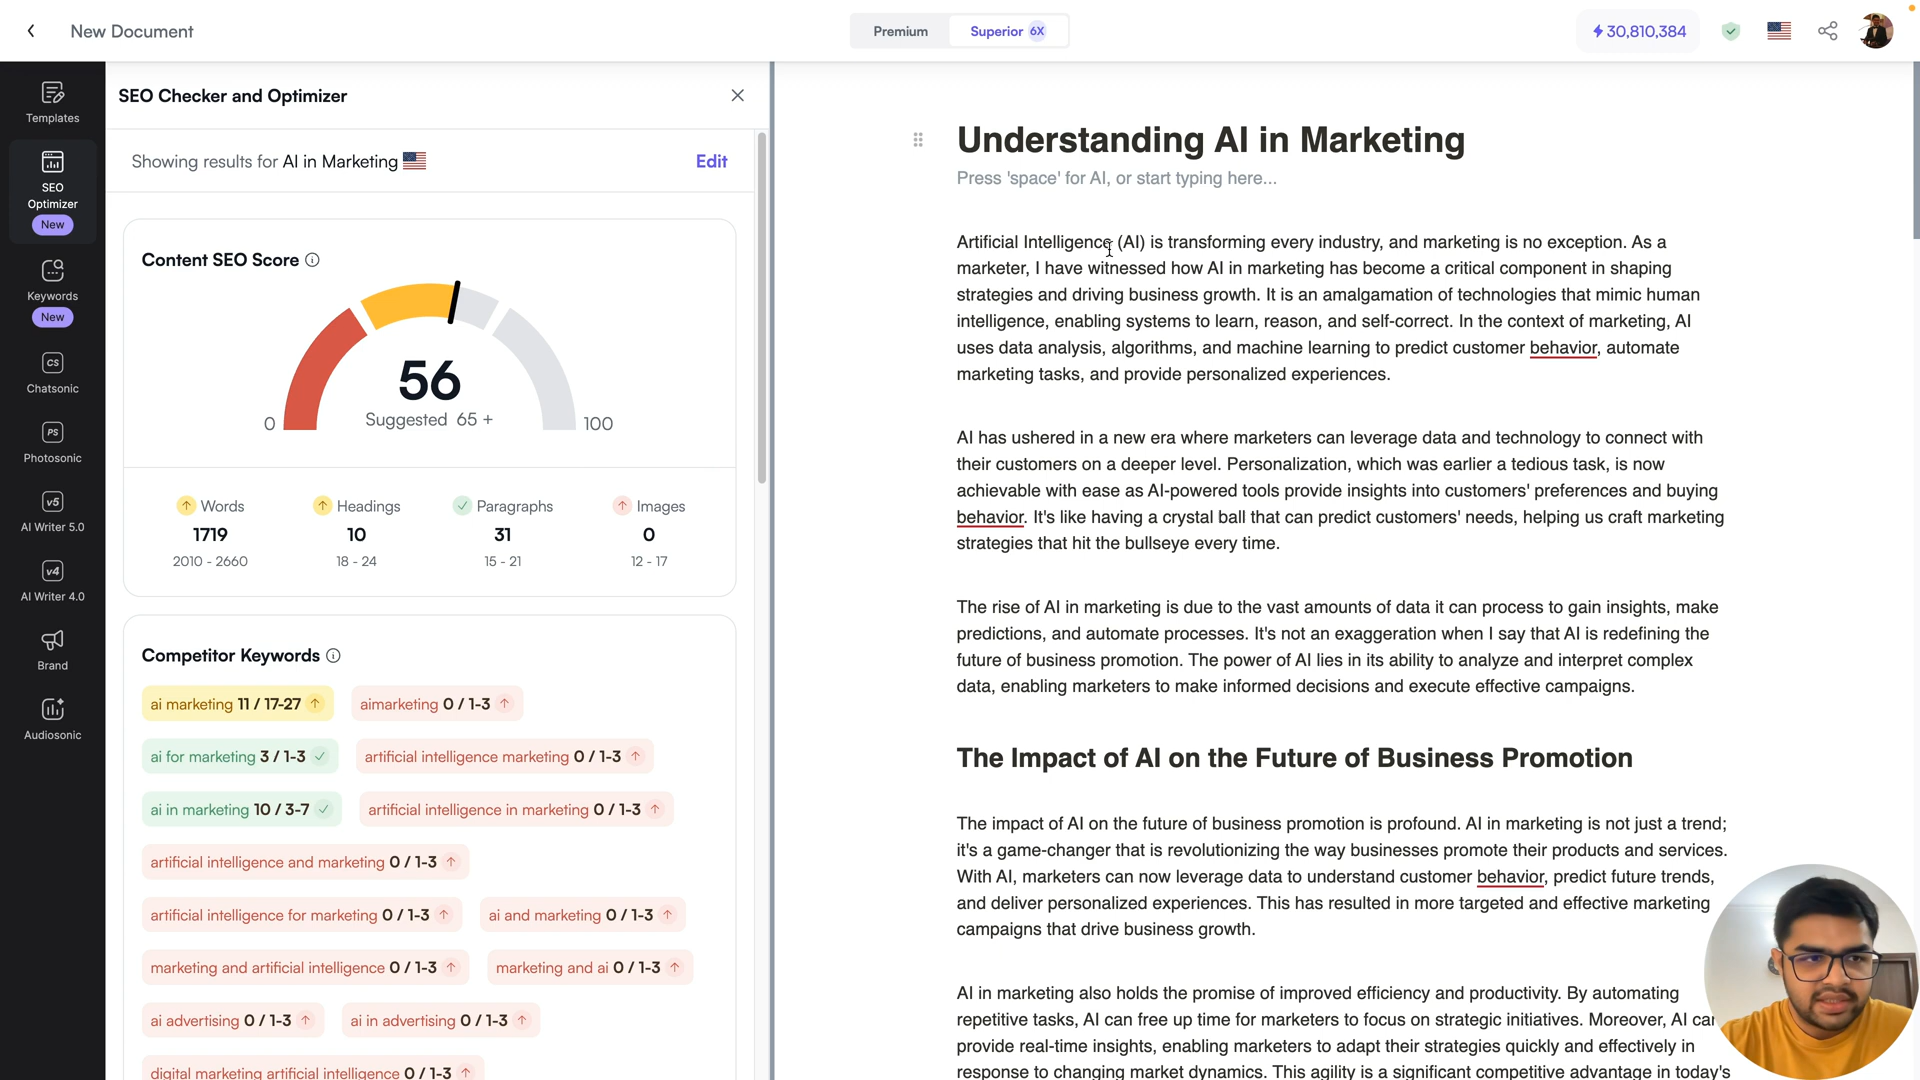 New Document
Premium
Superior 6X
30,810,384
Templates
SEO
Optimizer
New
Keywords
New
CS
Chatsonic
PS
Photosonic
v5
AI Writer 5.0
v4
AI Writer 4.0
Brand
Audiosonic
SEO Checker and Optimizer
Showing results for AI in Marketing
Edit
Content SEO Score
56
Suggested 65 +
0
100
Words
1719
2010 - 2660
Headings
10
18 - 24
Paragraphs
31
15 - 21
Images
0
12 - 17
Competitor Keywords
ai marketing 11 / 17-27
aimarketing 0 / 1-3
ai for marketing 3 / 1-3
artificial intelligence marketing 0 / 1-3
ai in marketing 10 / 3-7
artificial intelligence in marketing 0 / 1-3
artificial intelligence and marketing 0 / 1-3
artificial intelligence for marketing 0 / 1-3
ai and marketing 0 / 1-3
marketing and artificial intelligence 0 / 1-3
marketing and ai 0 / 1-3
ai advertising 0 / 1-3
ai in advertising 0 / 1-3
digital marketing artificial intelligence 0 / 1-3
Understanding AI in Marketing
Press 'space' for AI, or start typing here...
Artificial Intelligence (AI) is transforming every industry, and marketing is no exception. As a
marketer, I have witnessed how AI in marketing has become a critical component in shaping
strategies and driving business growth. It is an amalgamation of technologies that mimic human
intelligence, enabling systems to learn, reason, and self-correct. In the context of marketing, AI
uses data analysis, algorithms, and machine learning to predict customer behavior, automate
marketing tasks, and provide personalized experiences.
AI has ushered in a new era where marketers can leverage data and technology to connect with
their customers on a deeper level. Personalization, which was earlier a tedious task, is now
achievable with ease as AI-powered tools provide insights into customers' preferences and buying
behavior. It's like having a crystal ball that can predict customers' needs, helping us craft marketing
strategies that hit the bullseye every time.
The rise of AI in marketing is due to the vast amounts of data it can process to gain insights, make
predictions, and automate processes. It's not an exaggeration when I say that AI is redefining the
future of business promotion. The power of AI lies in its ability to analyze and interpret complex
data, enabling marketers to make informed decisions and execute effective campaigns.
The Impact of AI on the Future of Business Promotion
The impact of AI on the future of business promotion is profound. AI in marketing is not just a trend;
it's a game-changer that is revolutionizing the way businesses promote their products and services.
With AI, marketers can now leverage data to understand customer behavior, predict future trends,
and deliver personalized experiences. This has resulted in more targeted and effective marketing
campaigns that drive business growth.
AI in marketing also holds the promise of improved efficiency and productivity. By automating
repetitive tasks, AI can free up time for marketers to focus on strategic initiatives. Moreover, AI can
provide real-time insights, enabling marketers to adapt their strategies quickly and effectively in
response to changing market dynamics. This agility is a significant competitive advantage in today's